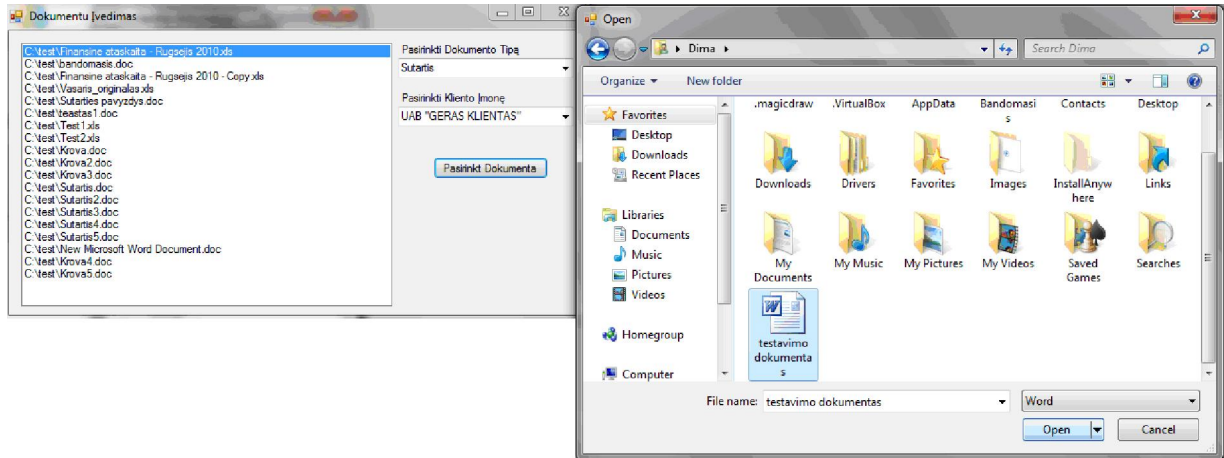 Dokumentu Įvedimas
C:\test\Finansine ataskaita - Rugsejis 2010.xls
C:\test\bandomasis.doc
C:\test\Finansine ataskaita - Rugsejis 2010 - Copy.xls
C:\test\Vasaris_originalas.xls
C:\test\Sutarties pavyzdys.doc
C:\test\teastas1.doc
C:\test\Test1.xls
C:\test\Test2.xls
C:\test\Krova.doc
C:\test\Krova2.doc
C:\test\Krova3.doc
C:\test\Sutartis.doc
C:\test\Sutartis2.doc
C:\test\Sutartis3.doc
C:\test\Sutartis4.doc
C:\test\Sutartis5.doc
C:\test\New Microsoft Word Document.doc
C:\test\Krova4.doc
C:\test\Krova5.doc
Pasirinkti Dokumento Tipą
Sutartis
Pasirinkti Kliento Įmonę
UAB "GERAS KLIENTAS"
Pasirinkt Dokumenta
Open
Dima
Search Dima
Organize
New folder
Favorites
Desktop
Downloads
Recent Places
Libraries
Documents
Music
Pictures
Videos
Homegroup
Computer
.magicdraw
.VirtualBox
AppData
Bandomasi
s
Contacts
Desktop
Downloads
Drivers
Favorites
Images
InstallAnyw
here
Links
My
Documents
My Music
My Pictures
My Videos
Saved
Games
Searches
testavimo
dokumenta
s
File name: testavimo dokumentas
Word
Open
Cancel